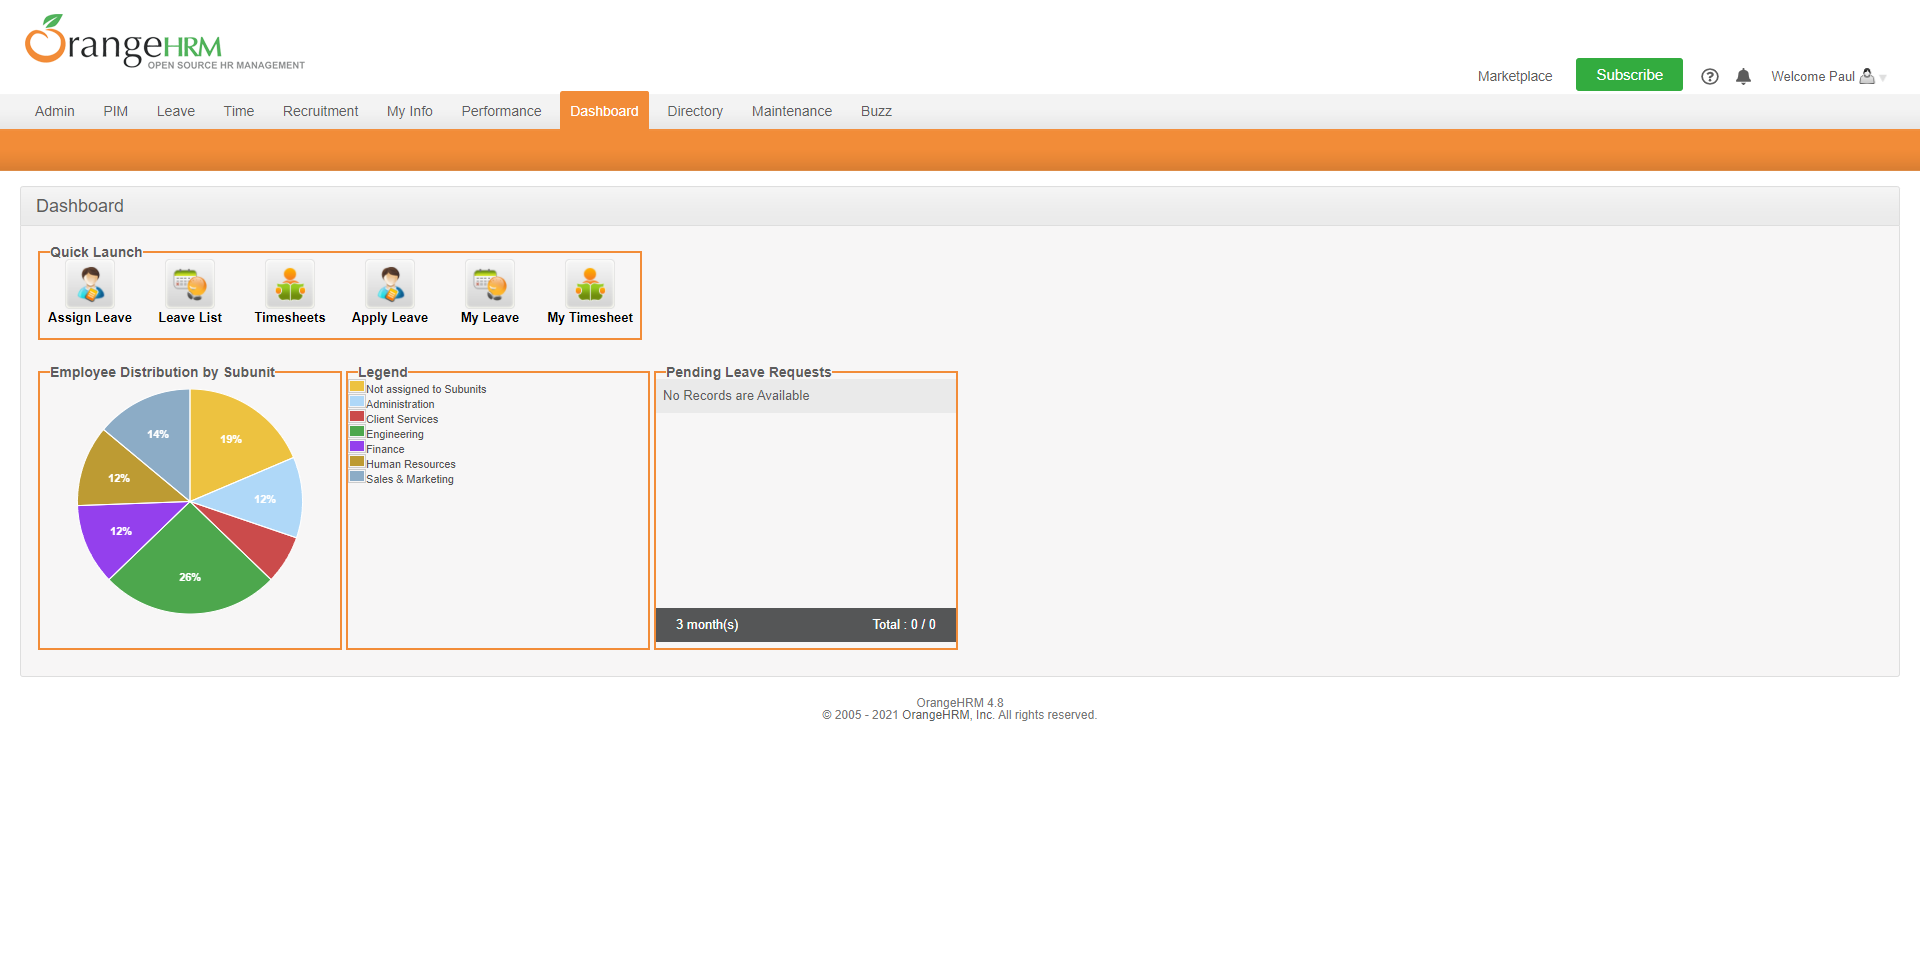 OrangeHRM
OPEN SOURCE HR MANAGEMENT
Marketplace Subscribe Welcome Paul
Admin PIM Leave Time Recruitment My Info Performance Dashboard Directory Maintenance Buzz
Dashboard
Quick Launch
Assign Leave Leave List Timesheets Apply Leave My Leave My Timesheet
Employee Distribution by Subunit
19%
12%
26%
12%
12%
14%
Legend
Not assigned to Subunits
Administration
Client Services
Engineering
Finance
Human Resources
Sales & Marketing
Pending Leave Requests
No Records are Available
3 month(s) Total : 0 / 0
OrangeHRM 4.8
© 2005 - 2021 OrangeHRM, Inc. All rights reserved.